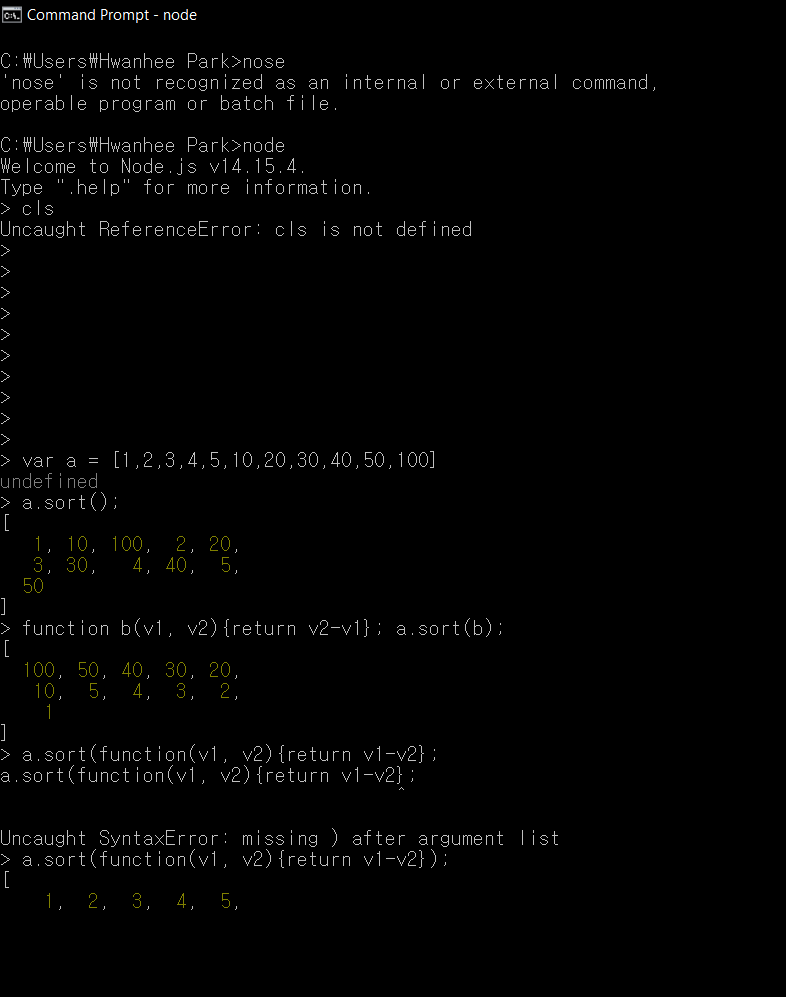 Command Prompt - node
C:₩Users₩Hwanhee Park>nose
'nose' is not recognized as an internal or external command,
operable program or batch file.
C:₩Users₩Hwanhee Park>node
Welcome to Node.js v14.15.4.
Type ".help" for more information.
> cls
Uncaught ReferenceError: cls is not defined
>
>
>
>
>
>
>
>
>
>
> var a = [1,2,3,4,5,10,20,30,40,50,100]
undefined
> a.sort();
[
1, 10, 100, 2, 20,
3, 30, 4, 40, 5,
50
]
> function b(v1, v2){return v2-v1}; a.sort(b);
[
100, 50, 40, 30, 20,
10, 5, 4, 3, 2,
1
]
> a.sort(function(v1, v2){return v1-v2};
a.sort(function(v1, v2){return v1-v2};
^
Uncaught SyntaxError: missing ) after argument list
> a.sort(function(v1, v2){return v1-v2});
[
1, 2, 3, 4, 5,